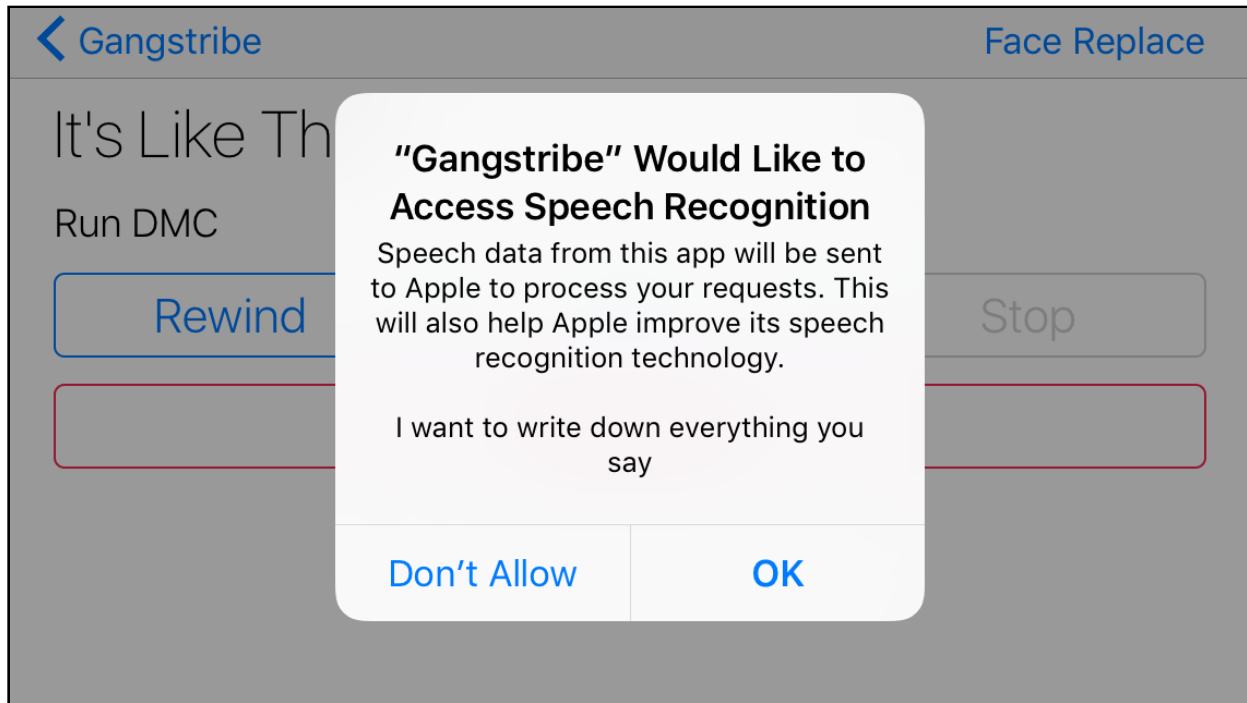 Gangstribe
Face Replace
It's Like Th
Run DMC
Rewind
Stop
"Gangstribe" Would Like to
Access Speech Recognition
Speech data from this app will be sent
to Apple to process your requests. This
will also help Apple improve its speech
recognition technology.
I want to write down everything you
say
Don't Allow
OK